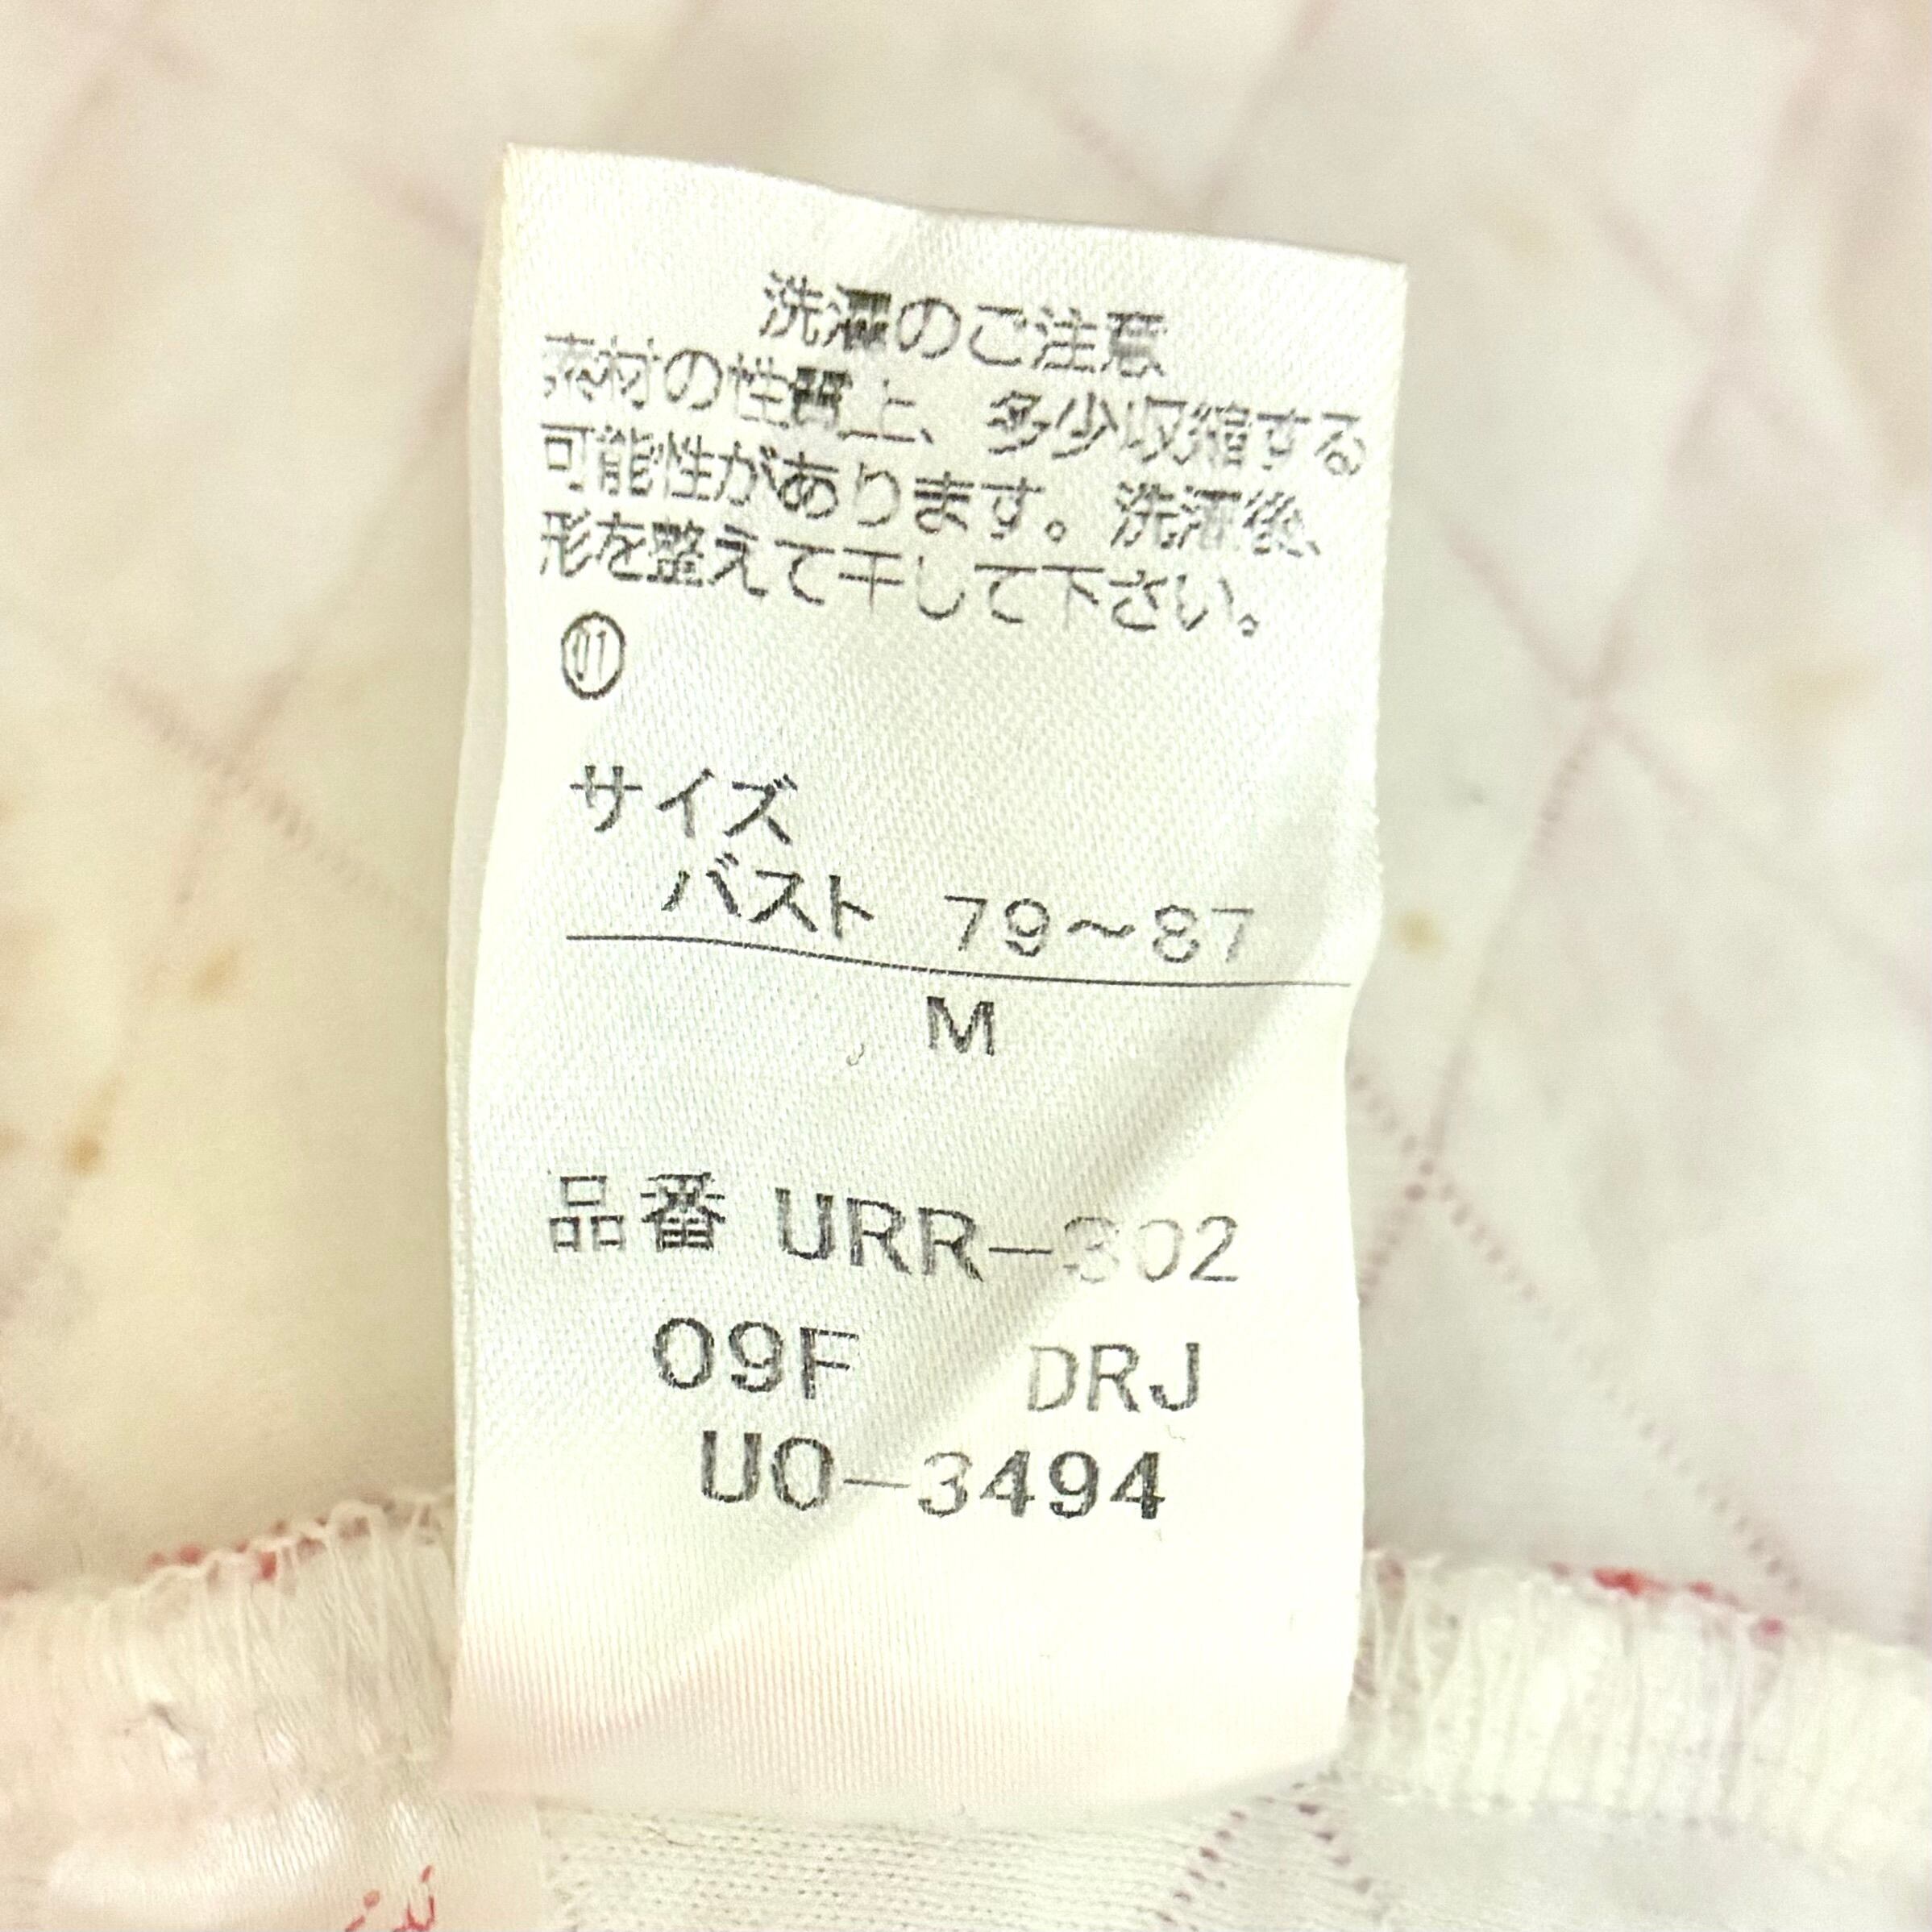 洗濯のご注意
素材の性質上、多少収縮する
可能性があります。洗濯後、
形を整えて干して下さい。
サイズ
バスト 79〜87
M
品番 URR-302
09F DRJ
UO-3494